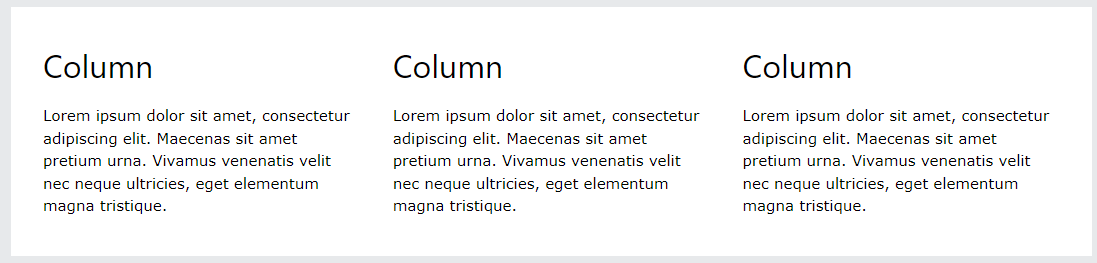 Column
Lorem ipsum dolor sit amet, consectetur
adipiscing elit. Maecenas sit amet
pretium urna. Vivamus venenatis velit
nec neque ultricies, eget elementum
magna tristique.
Column
Lorem ipsum dolor sit amet, consectetur
adipiscing elit. Maecenas sit amet
pretium urna. Vivamus venenatis velit
nec neque ultricies, eget elementum
magna tristique.
Column
Lorem ipsum dolor sit amet, consectetur
adipiscing elit. Maecenas sit amet
pretium urna. Vivamus venenatis velit
nec neque ultricies, eget elementum
magna tristique.